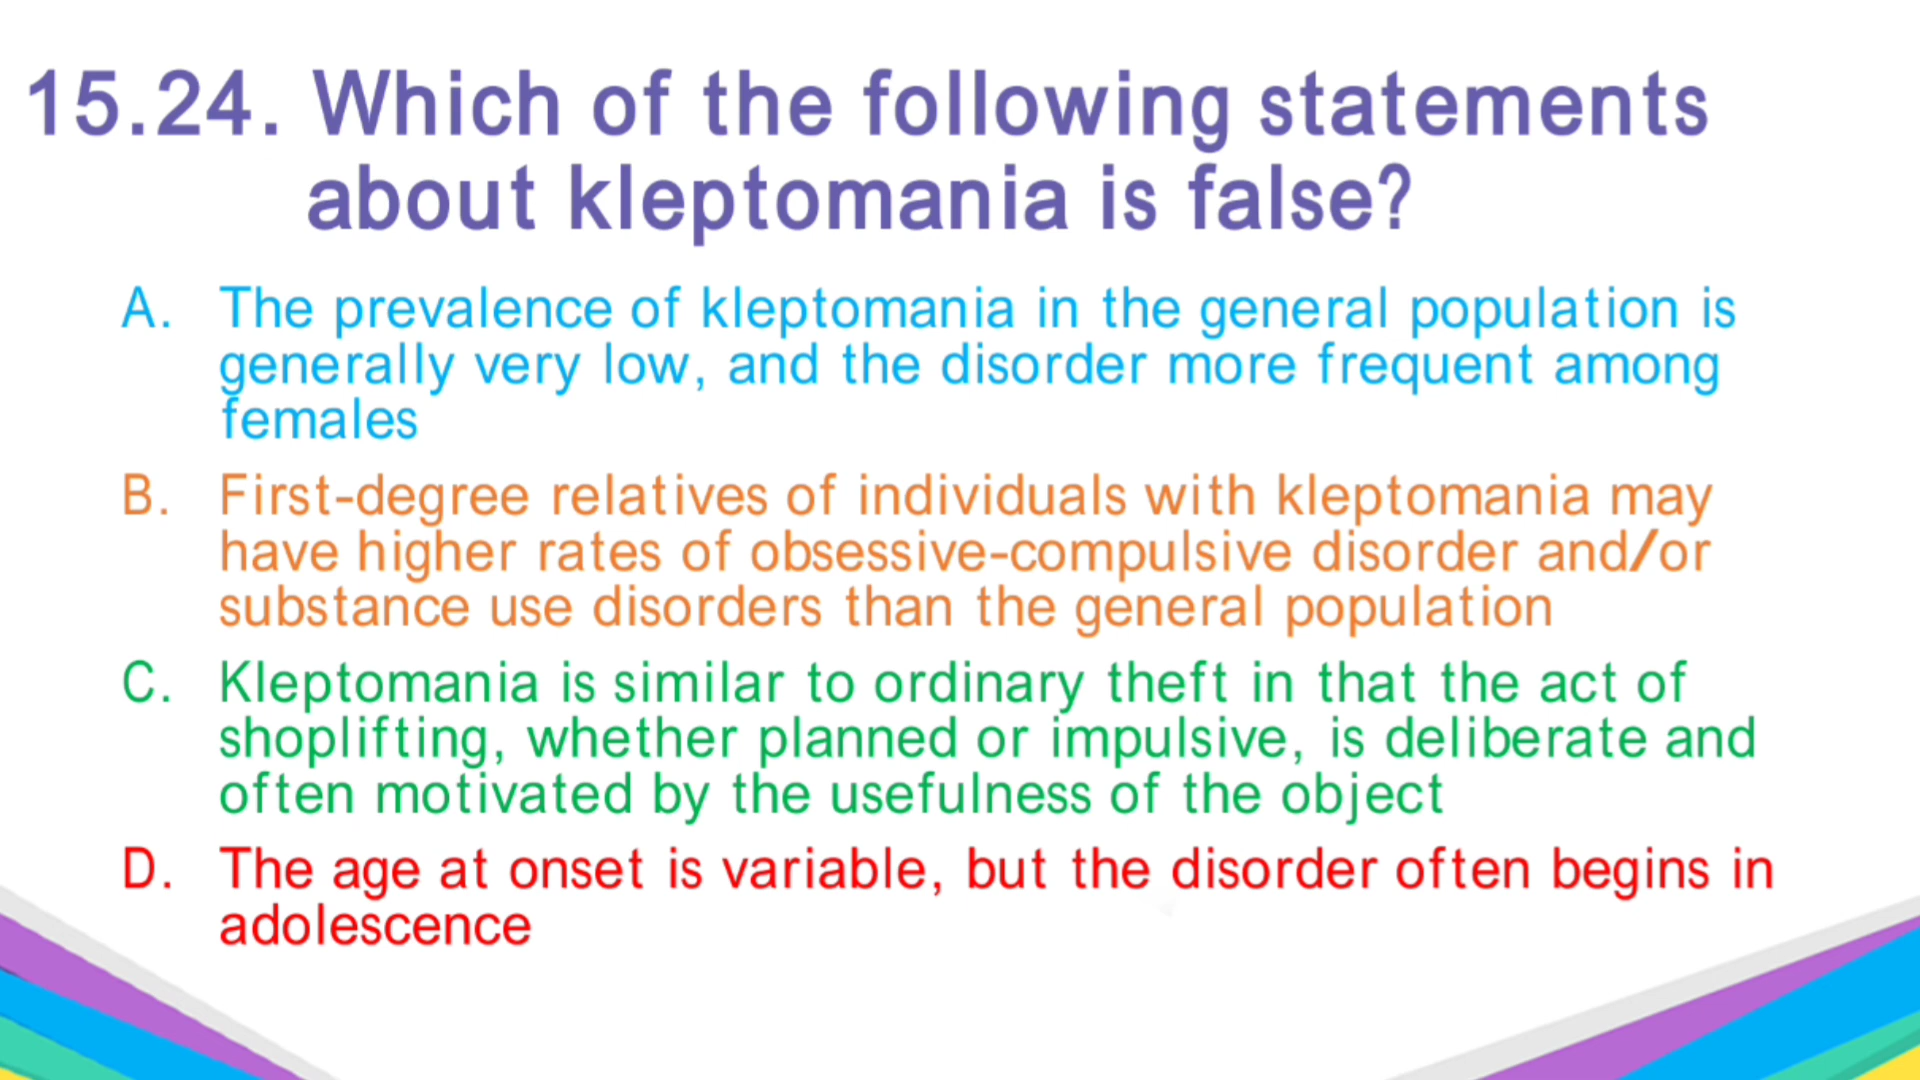 15.24. Which of the following statements
about kleptomania is false?
A. The prevalence of kleptomania in the general population is
generally very low, and the disorder more frequent among
females
B. First-degree relatives of individuals with kleptomania may
have higher rates of obsessive-compulsive disorder and/or
substance use disorders than the general population
C. Kleptomania is similar to ordinary theft in that the act of
shoplifting, whether planned or impulsive, is deliberate and
often motivated by the usefulness of the object
D. The age at onset is variable, but the disorder often begins in
adolescence